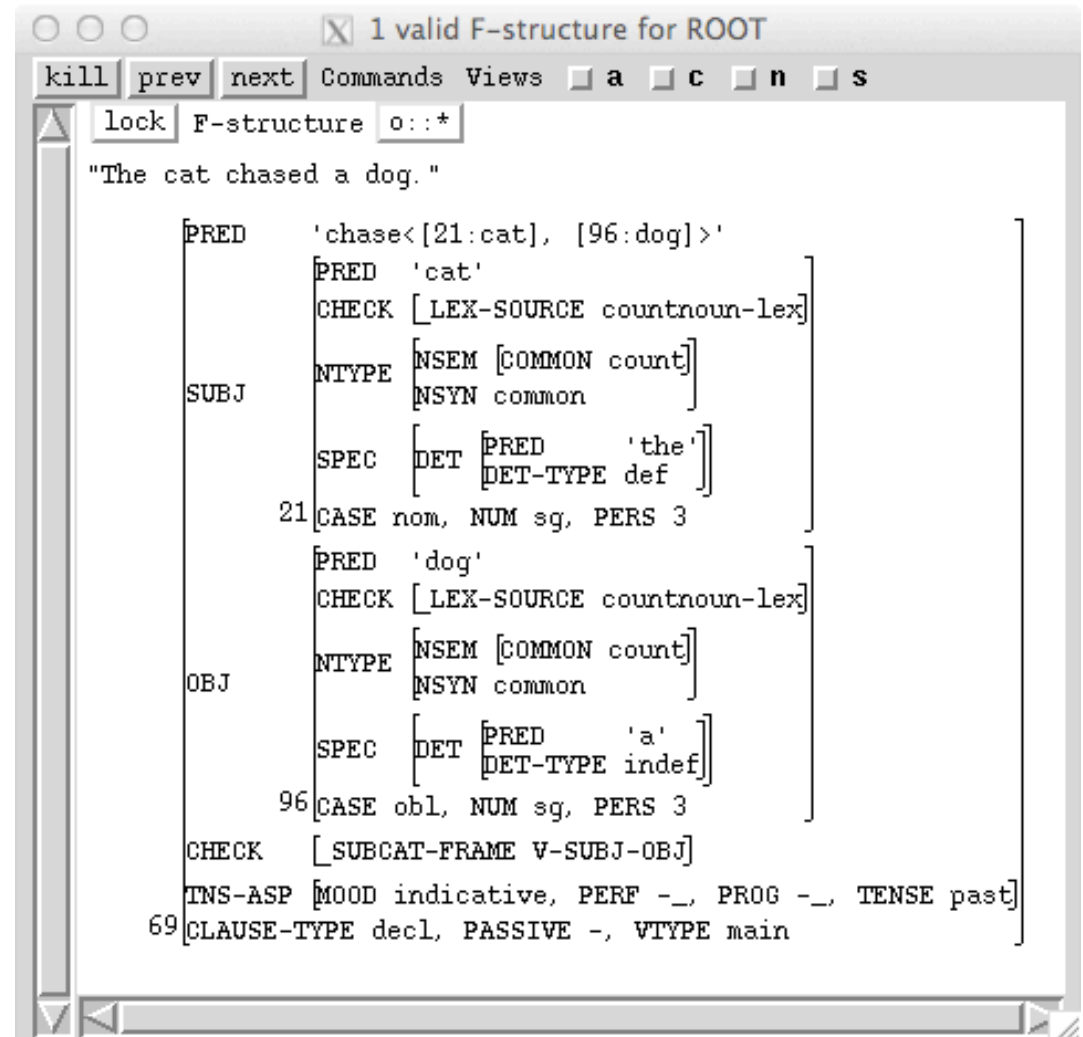 X 1 valid F-structure for ROOT
kill prev next Commands Views a c n s
lock F-structure o::*
"The cat chased a dog."
PRED 'chase<[21:cat], [96:dog]>'
PRED 'cat'
CHECK [_LEX-SOURCE countnoun-lex]
NTYPE [NSEM [COMMON count]
NSYN common]
SUBJ
SPEC [DET [PRED 'the'
DET-TYPE def]]
21 CASE nom, NUM sg, PERS 3
PRED 'dog'
CHECK [_LEX-SOURCE countnoun-lex]
NTYPE [NSEM [COMMON count]
NSYN common]
OBJ
SPEC [DET [PRED 'a'
DET-TYPE indef]]
96 CASE obl, NUM sg, PERS 3
CHECK [_SUBCAT-FRAME V-SUBJ-OBJ]
TNS-ASP [MOOD indicative, PERF -_, PROG -_, TENSE past]
69 CLAUSE-TYPE decl, PASSIVE -, VTYPE main